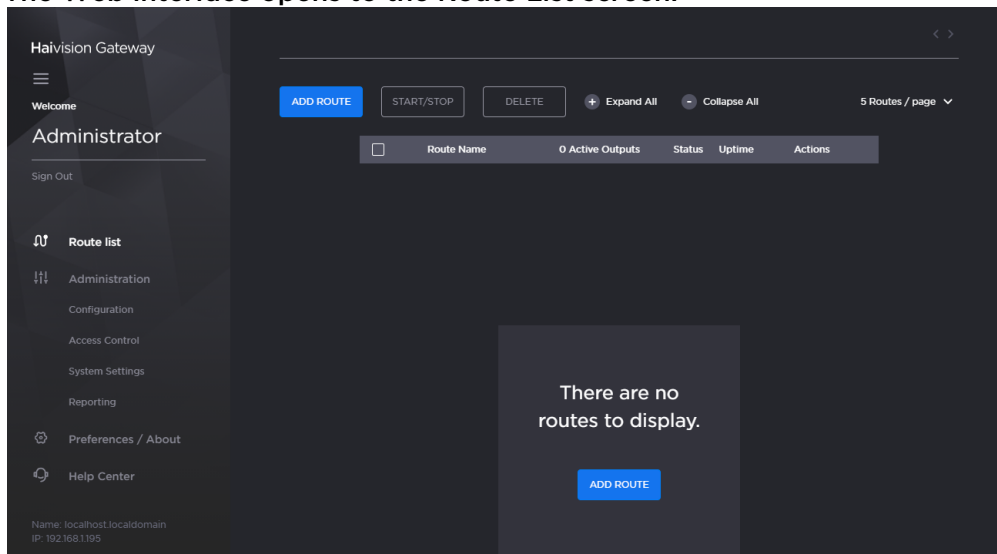 The Web Interface opens to the Route List screen.
Haivision Gateway
Welcome
Administrator
Sign Out
Route list
Administration
Configuration
Access Control
System Settings
Reporting
Preferences / About
Help Center
Name: localhost.localdomain
IP: 192.168.1.195
< >
ADD ROUTE START/STOP DELETE + Expand All - Collapse All 5 Routes / page
Route Name 0 Active Outputs Status Uptime Actions
There are no
routes to display.
ADD ROUTE